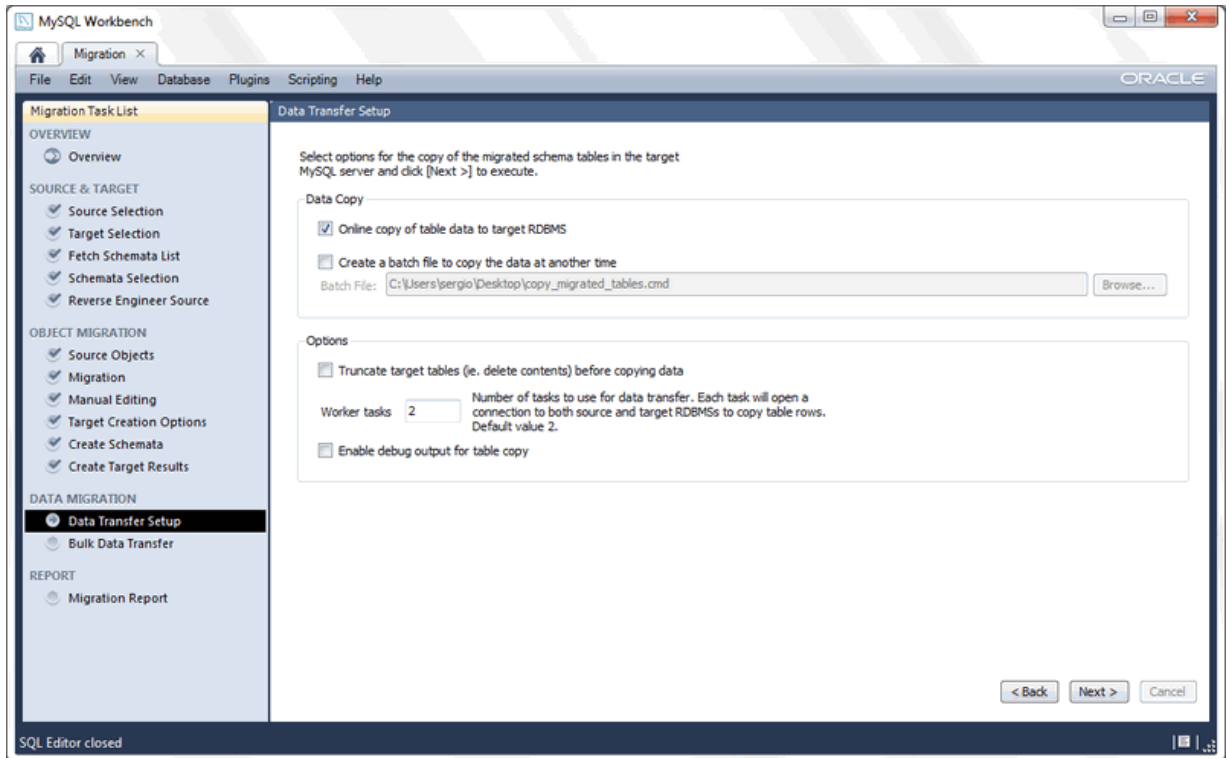 MySQL Workbench
Migration
File Edit View Database Plugins Scripting Help
ORACLE
Migration Task List
OVERVIEW
Overview
SOURCE & TARGET
Source Selection
Target Selection
Fetch Schemata List
Schemata Selection
Reverse Engineer Source
OBJECT MIGRATION
Source Objects
Migration
Manual Editing
Target Creation Options
Create Schemata
Create Target Results
DATA MIGRATION
Data Transfer Setup
Bulk Data Transfer
REPORT
Migration Report
Data Transfer Setup
Select options for the copy of the migrated schema tables in the target
MySQL server and click [Next >] to execute.
Data Copy
Online copy of table data to target RDBMS
Create a batch file to copy the data at another time
Batch File: C:\Users\sergio\Desktop\copy_migrated_tables.cmd Browse...
Options
Truncate target tables (ie. delete contents) before copying data
Worker tasks 2
Number of tasks to use for data transfer. Each task will open a
connection to both source and target RDBMSs to copy table rows.
Default value 2.
Enable debug output for table copy
< Back Next > Cancel
SQL Editor closed